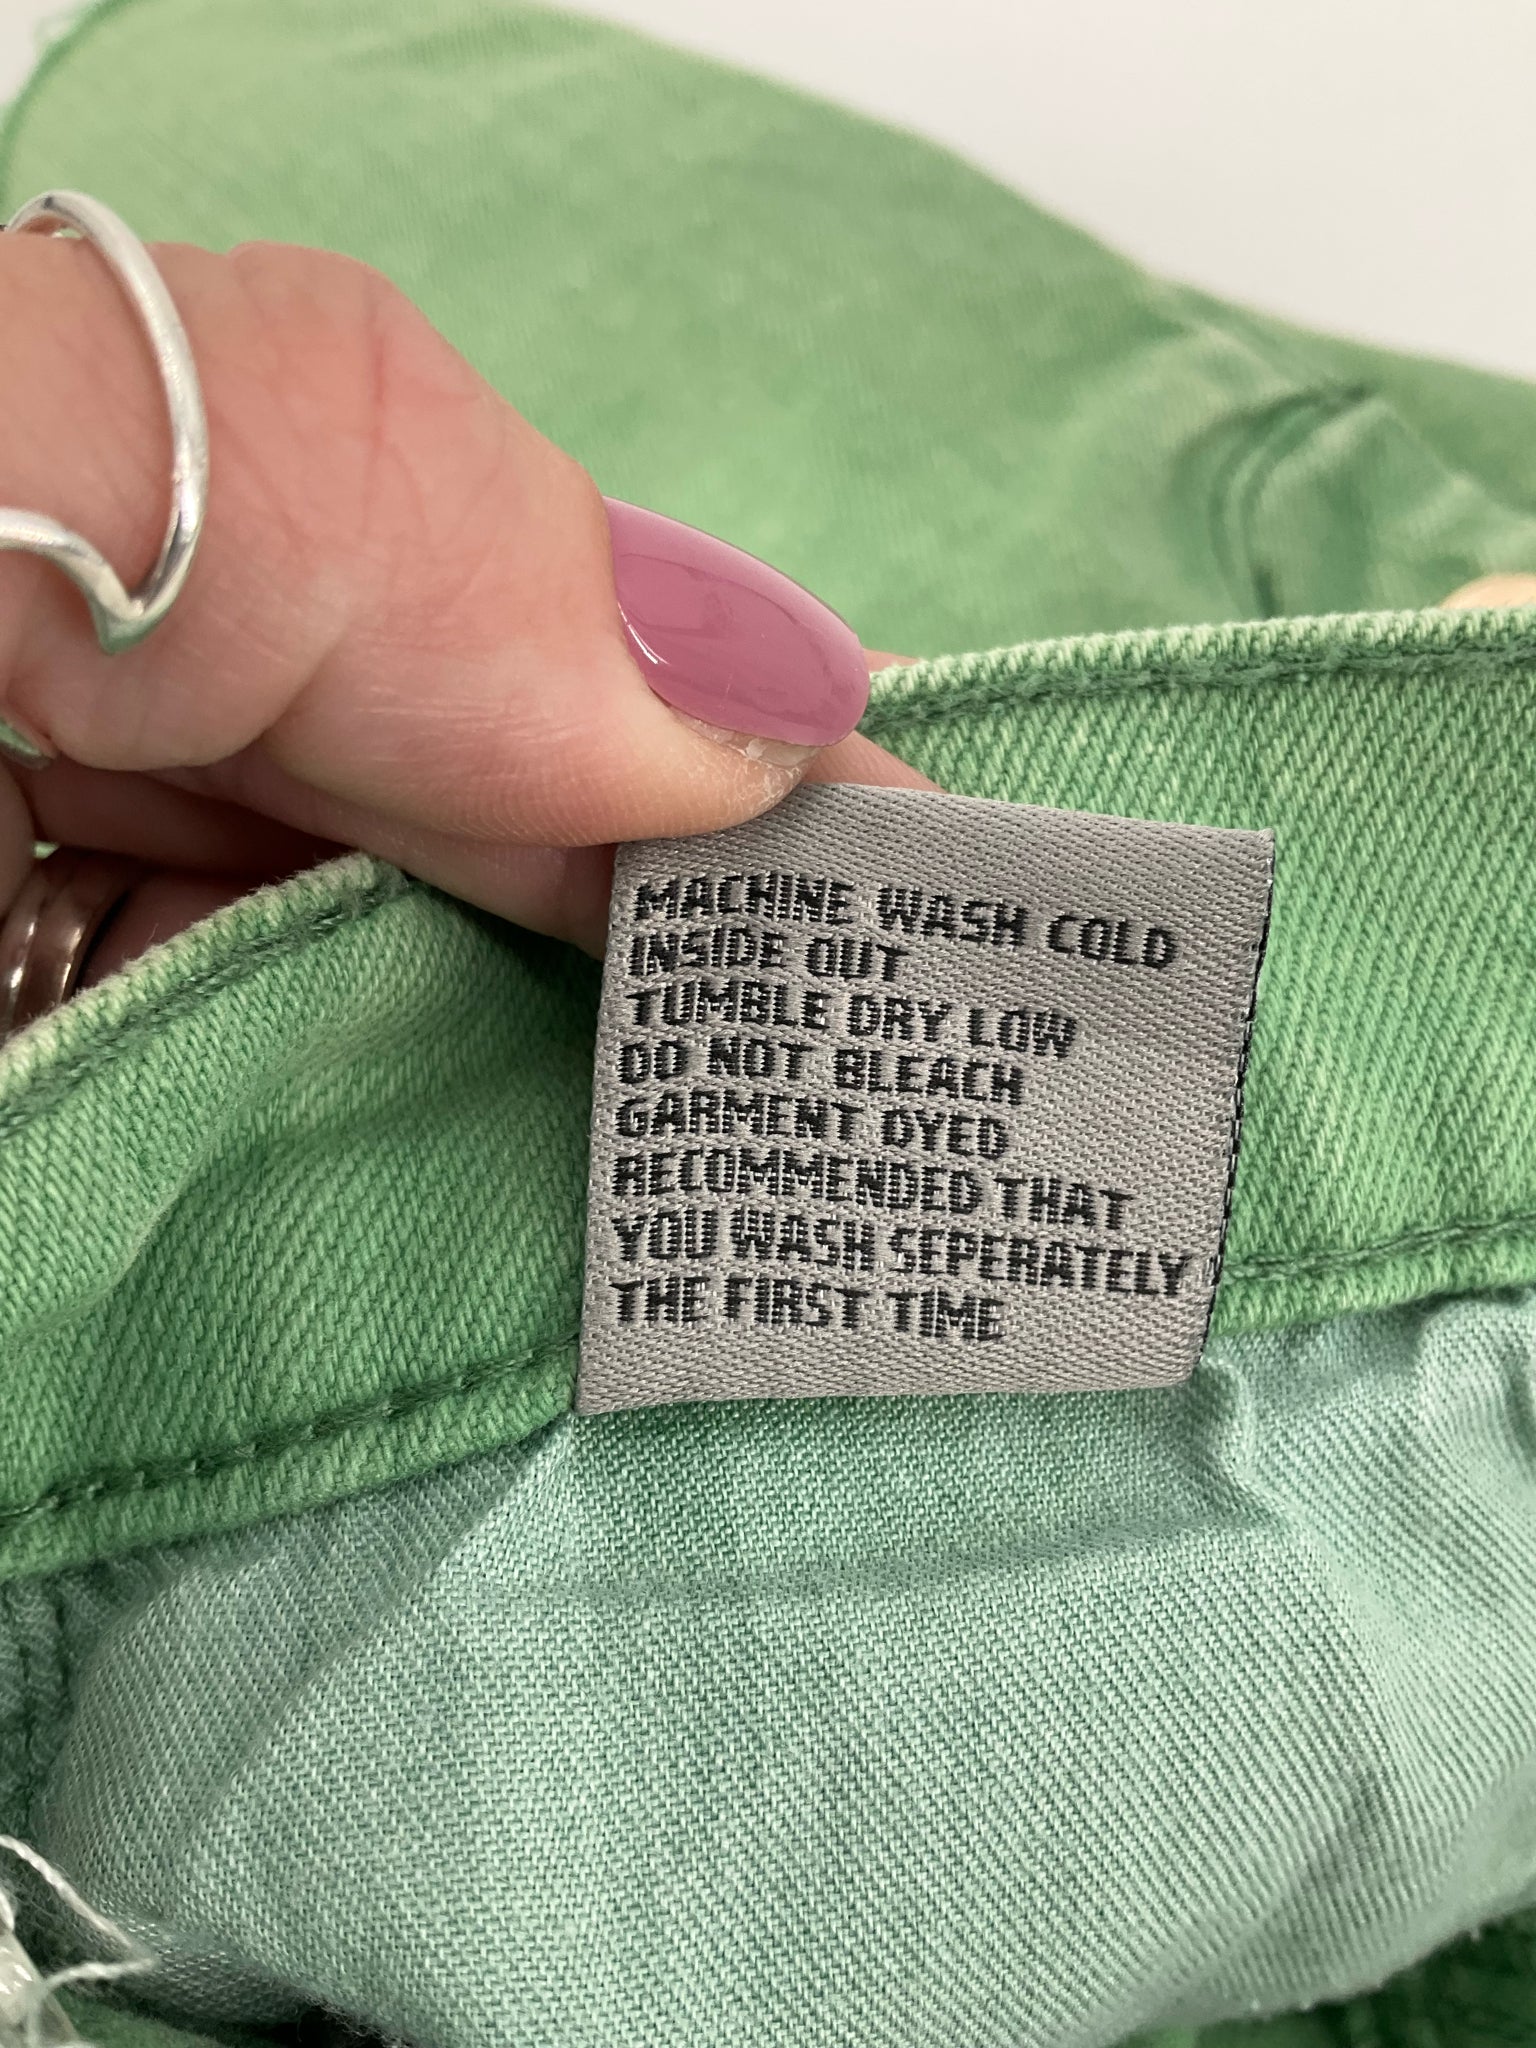 MACHINE WASH COLD
INSIDE OUT
TUMBLE DRY LOW
DO NOT BLEACH
GARMENT DYED
RECOMMENDED THAT
YOU WASH SEPERATELY
THE FIRST TIME